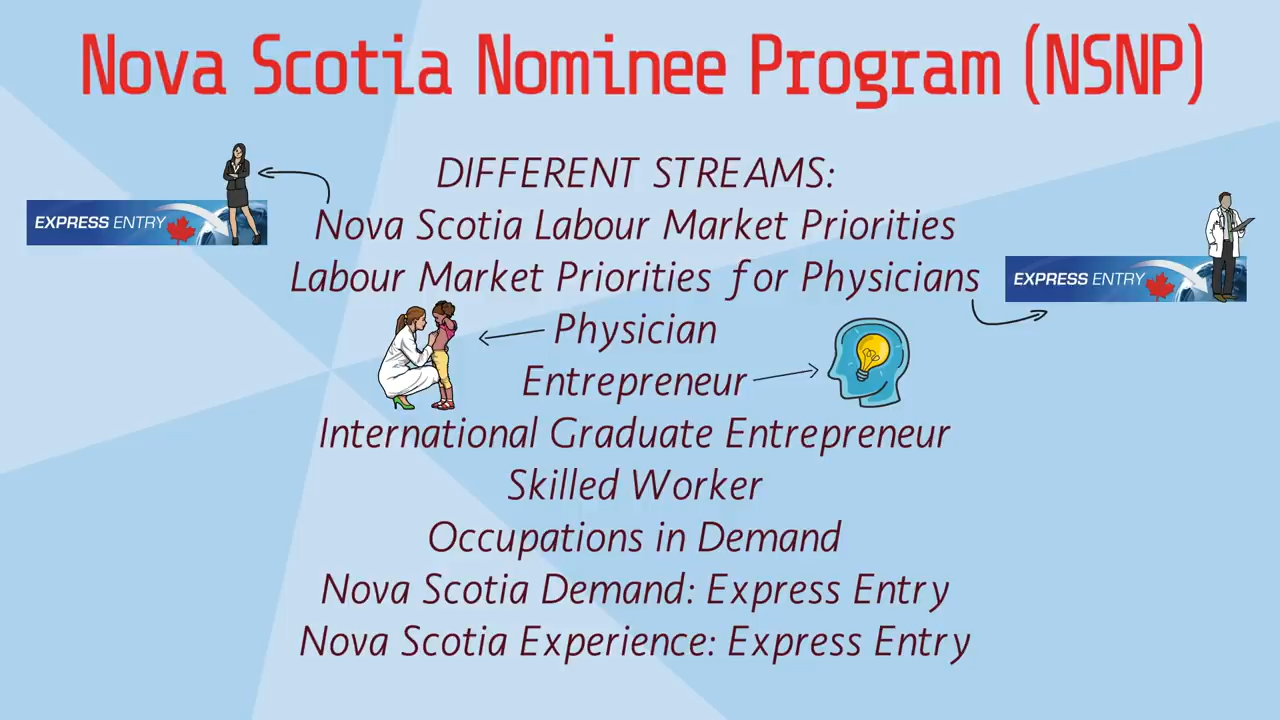 Nova Scotia Nominee Program (NSNP)
DIFFERENT STREAMS:
EXPRESS ENTRY
Nova Scotia Labour Market Priorities
Labour Market Priorities for Physicians
EXPRESS ENTRY
Physician
Entrepreneur
International Graduate Entrepreneur
Skilled Worker
Occupations in Demand
Nova Scotia Demand: Express Entry
Nova Scotia Experience: Express Entry